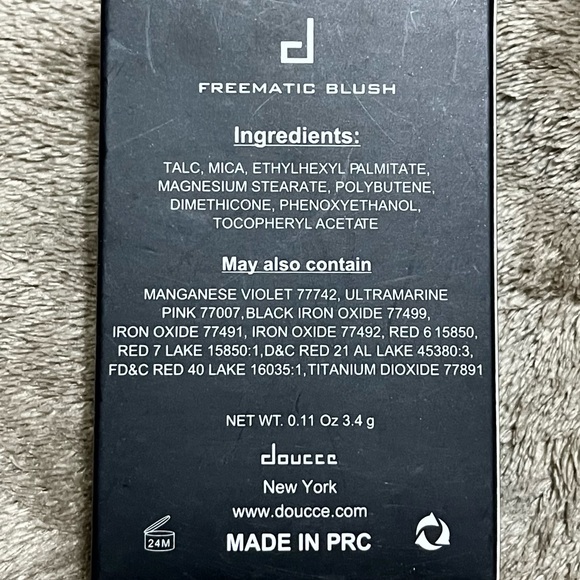 d
FREEMATIC BLUSH
Ingredients:
TALC, MICA, ETHYLHEXYL PALMITATE,
MAGNESIUM STEARATE, POLYBUTENE,
DIMETHICONE, PHENOXYETHANOL,
TOCOPHERYL ACETATE
May also contain
MANGANESE VIOLET 77742, ULTRAMARINE
PINK 77007,BLACK IRON OXIDE 77499,
IRON OXIDE 77491, IRON OXIDE 77492, RED 6 15850,
RED 7 LAKE 15850:1,D&C RED 21 AL LAKE 45380:3,
FD&C RED 40 LAKE 16035:1,TITANIUM DIOXIDE 77891
NET WT. 0.11 Oz 3.4 g
doucce
New York
www.doucce.com
24M MADE IN PRC